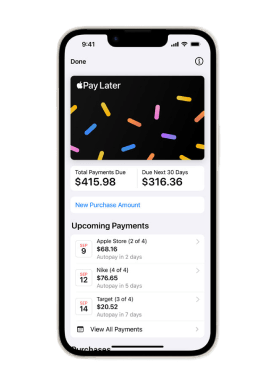 9:41
Done
Pay Later
Total Payments Due
$415.98
Due Next 30 Days
$316.36
New Purchase Amount
Upcoming Payments
SEP
9
Apple Store (2 of 4)
$68.16
Autopay in 2 days
SEP
12
Nike (4 of 4)
$76.65
Autopay in 5 days
SEP
14
Target (3 of 4)
$20.52
Autopay in 7 days
View All Payments
Purchases